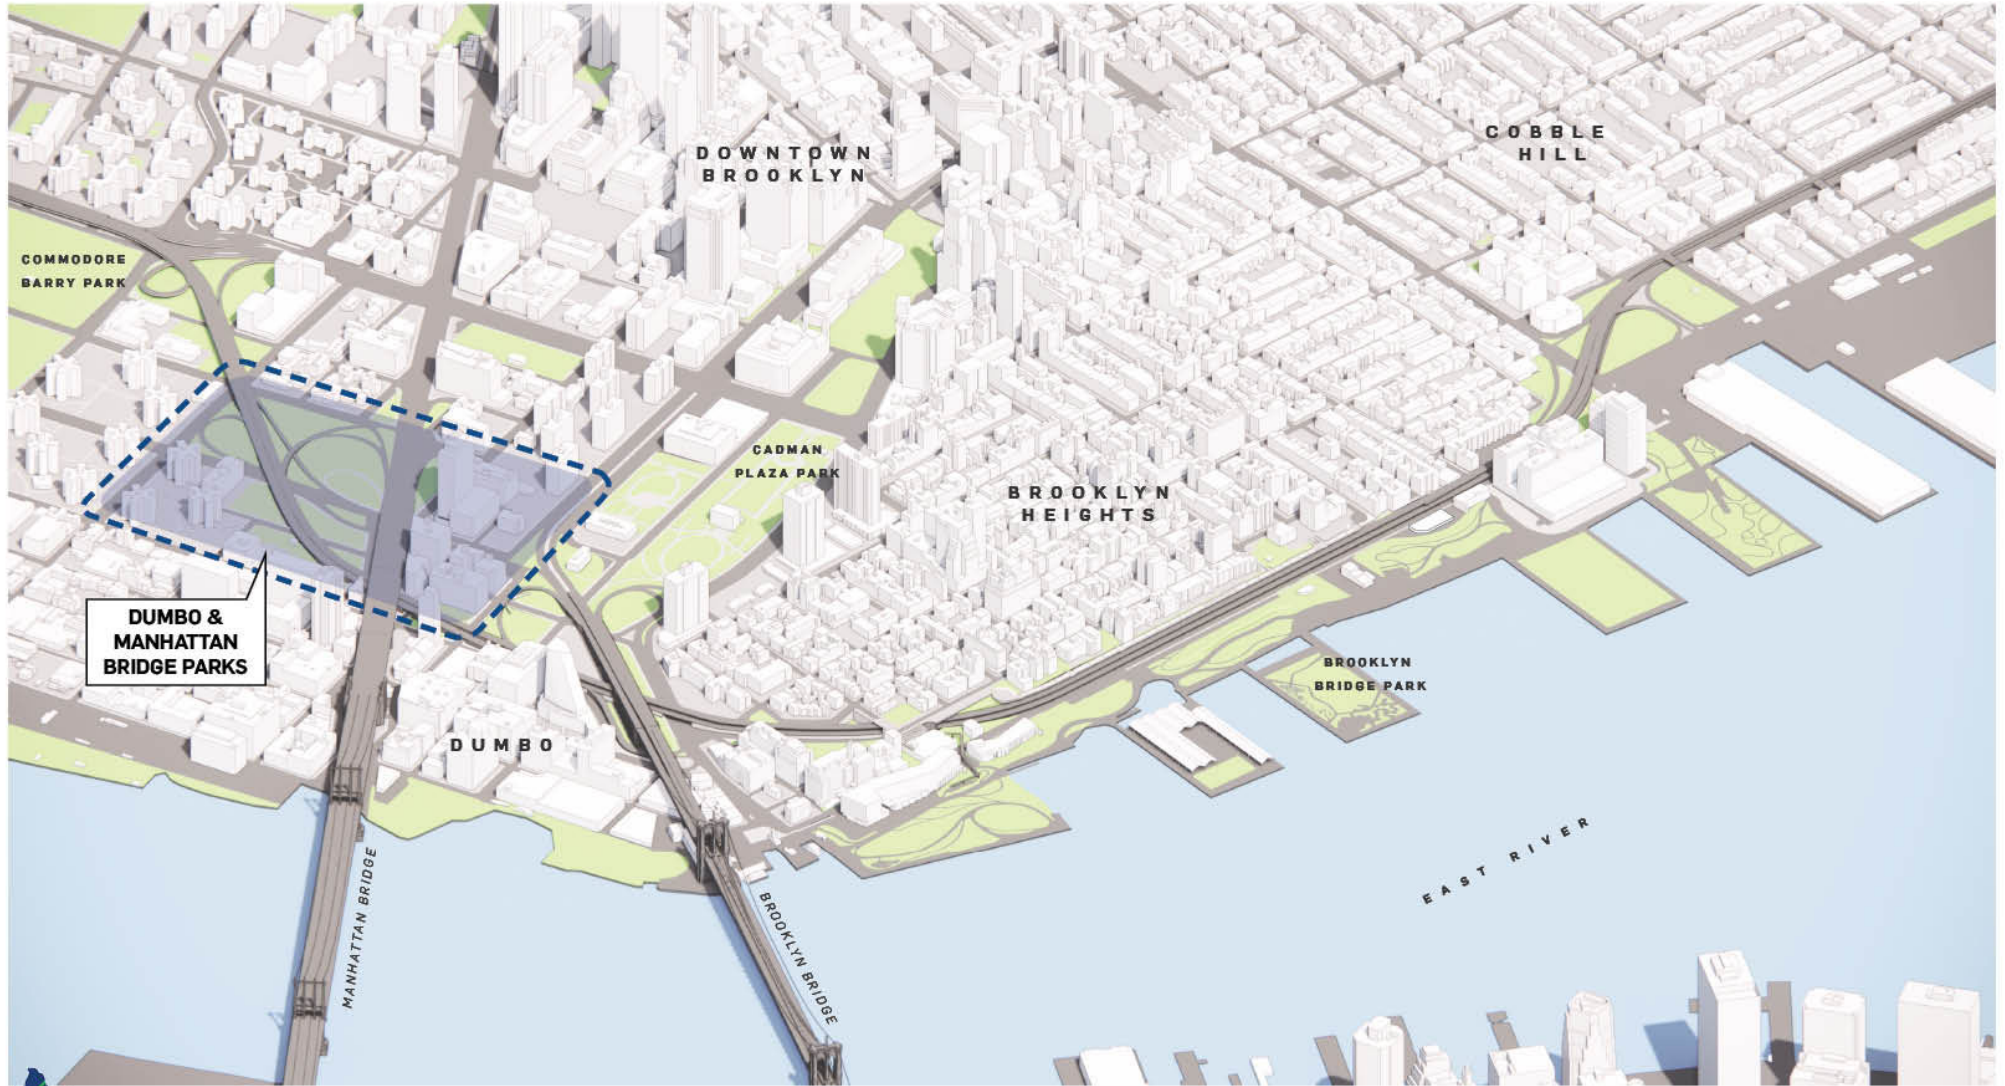 DOWNTOWN
BROOKLYN
COBBLE
HILL
COMMODORE
BARRY PARK
CADMAN
PLAZA PARK
BROOKLYN
HEIGHTS
DUMBO &
MANHATTAN
BRIDGE PARKS
BROOKLYN
BRIDGE PARK
DUMBO
EAST RIVER
MANHATTAN BRIDGE
BROOKLYN BRIDGE